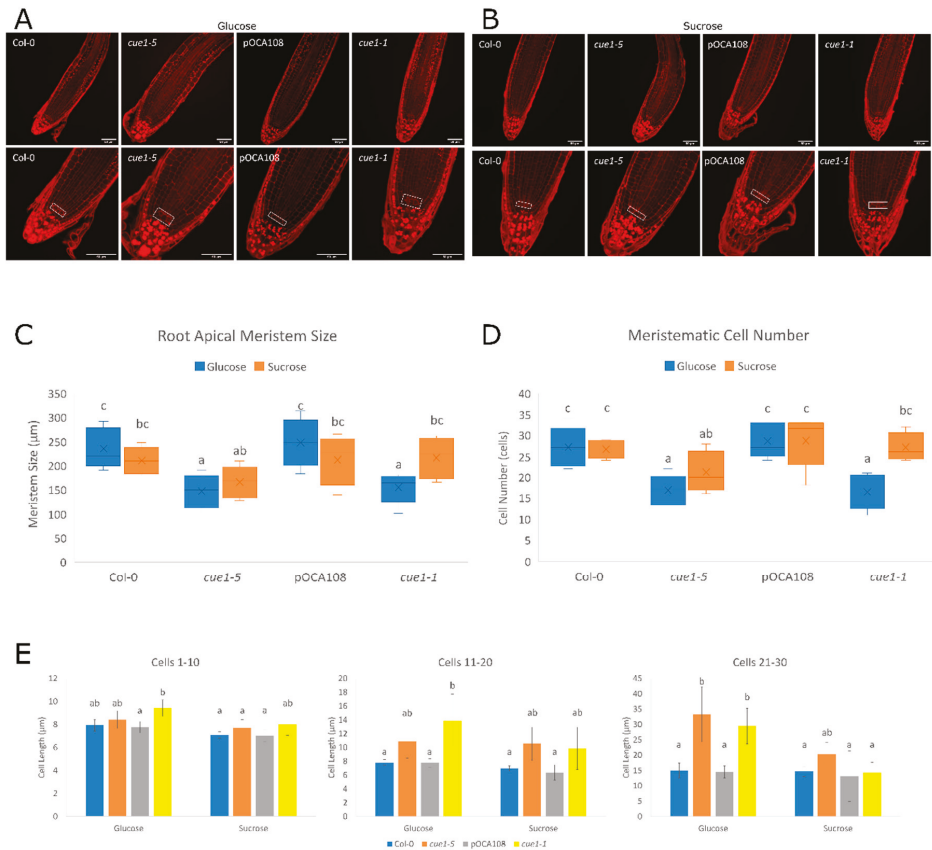 A
Glucose
Col-0
cue1-5
pOCA108
cue1-1
Col-0
cue1-5
pOCA108
cue1-1
B
Sucrose
Col-0
cue1-5
pOCA108
cue1-1
Col-0
cue1-5
pOCA108
cue1-1
C
Root Apical Meristem Size
Glucose Sucrose
Meristem Size (μm)
350
300
250
200
150
100
50
0
c bc a ab c bc a bc
Col-0 cue1-5 pOCA108 cue1-1
D
Meristematic Cell Number
Glucose Sucrose
Cell Number (cells)
40
35
30
25
20
15
10
5
0
c c a ab c c a bc
Col-0 cue1-5 pOCA108 cue1-1
E
Cells 1-10
Cell Length (μm)
12
10
8
6
4
2
0
ab ab a b a a a ab
Glucose Sucrose
Cells 11-20
Cell Length (μm)
20
18
16
14
12
10
8
6
4
2
0
a ab a b a ab a ab
Glucose Sucrose
Cells 21-30
Cell Length (μm)
45
40
35
30
25
20
15
10
5
0
a b a b a ab a a
Glucose Sucrose
Col-0 cue1-5 pOCA108 cue1-1